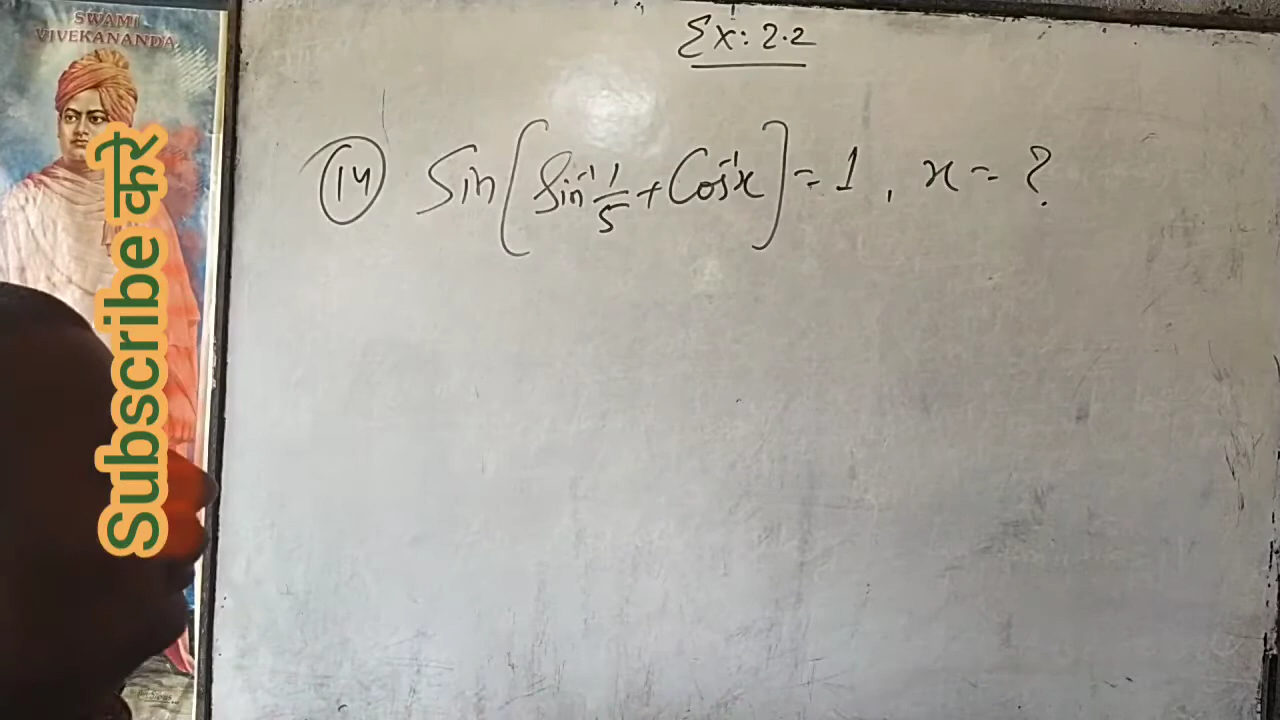 SWAMI
VIVEKANANDA
Subscribe करे
Ex: 2.2
(14) Sin[Sin⁻¹ 1/5 + Cos⁻¹x] = 1, x = ?